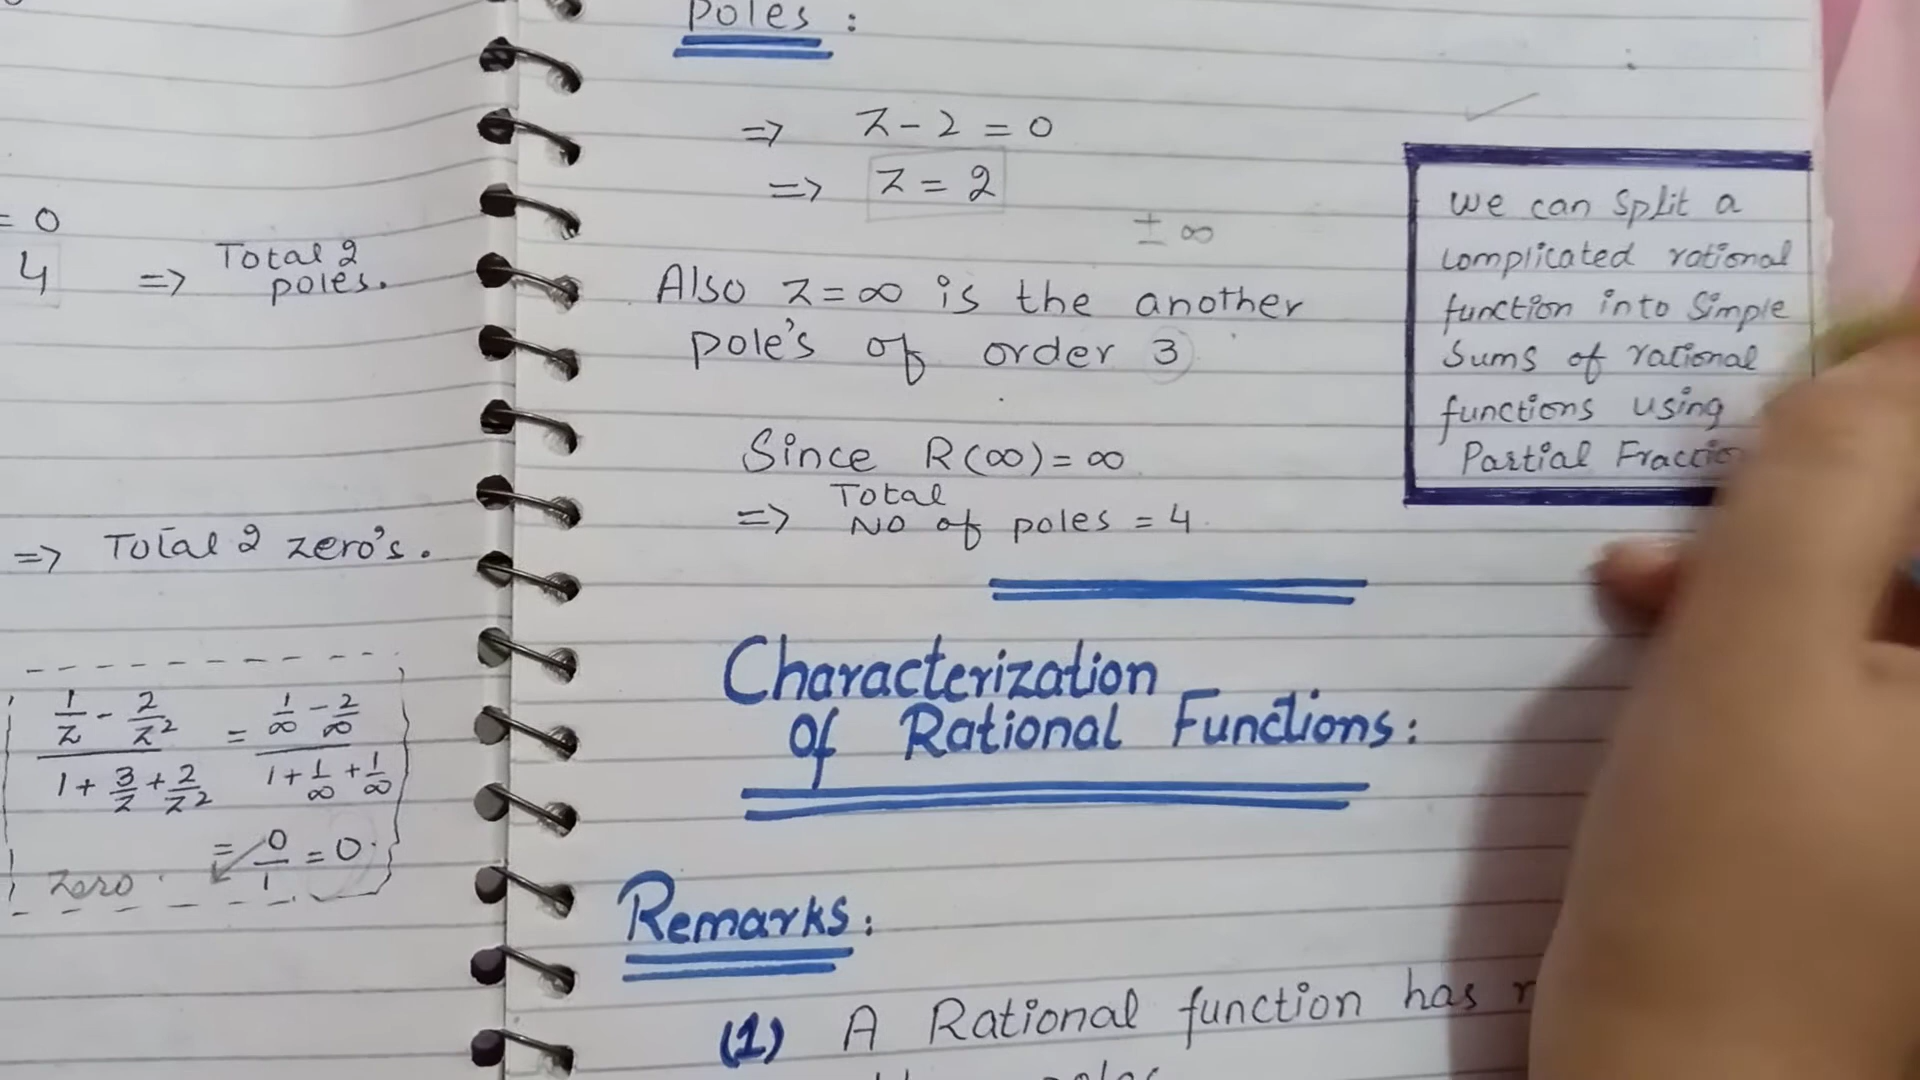 = 0
4 => Total 2
poles.
=> Total 2 zero's.
1/z - 2/z² / 1 + 3/z + 2/z² = 1/∞ - 2/∞ / 1 + 1/∞ + 1/∞
= 0/1 = 0.
Zero.
Poles :
=> z - 2 = 0
=> z = 2
± ∞
Also z = ∞ is the another
pole's of order 3
Since R(∞) = ∞
Total
=> NO of poles = 4
We can Split a
complicated rational
function into Simple
Sums of rational
functions using
Partial
Characterization
of Rational Functions:
Remarks:
(1) A Rational function has